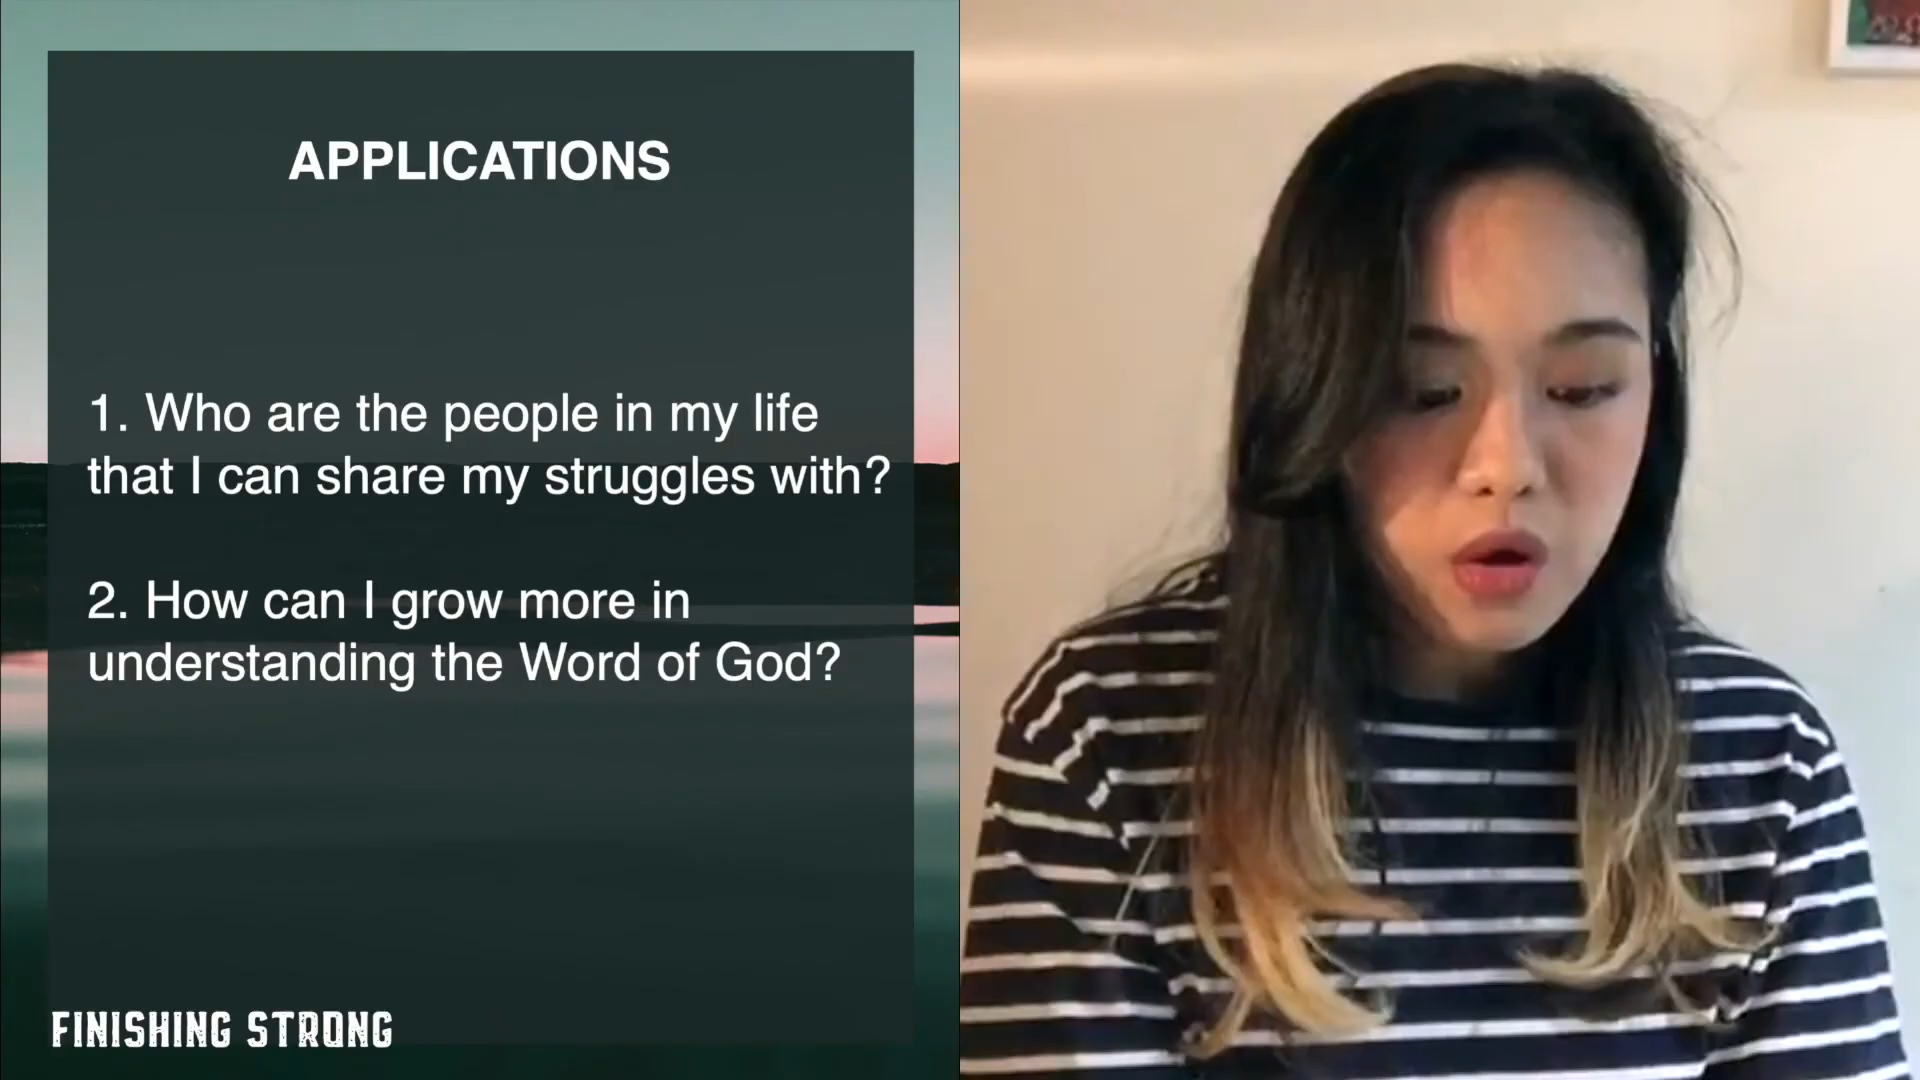 APPLICATIONS
1. Who are the people in my life
that I can share my struggles with?
2. How can I grow more in
understanding the Word of God?
FINISHING STRONG